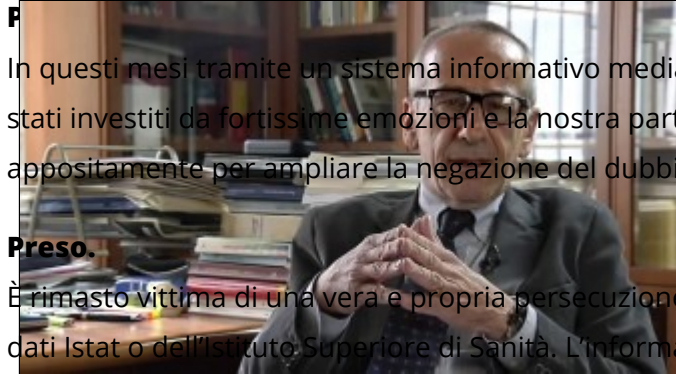 P
In questi mesi tramite un sistema informativo media
stati investiti da fortissime emozioni e la nostra part
appositamente per ampliare la negazione del dubbi
Preso.
È rimasto vittima di una vera e propria persecuzione
dati Istat o dell'Istituto Superiore di Sanità. L'informa